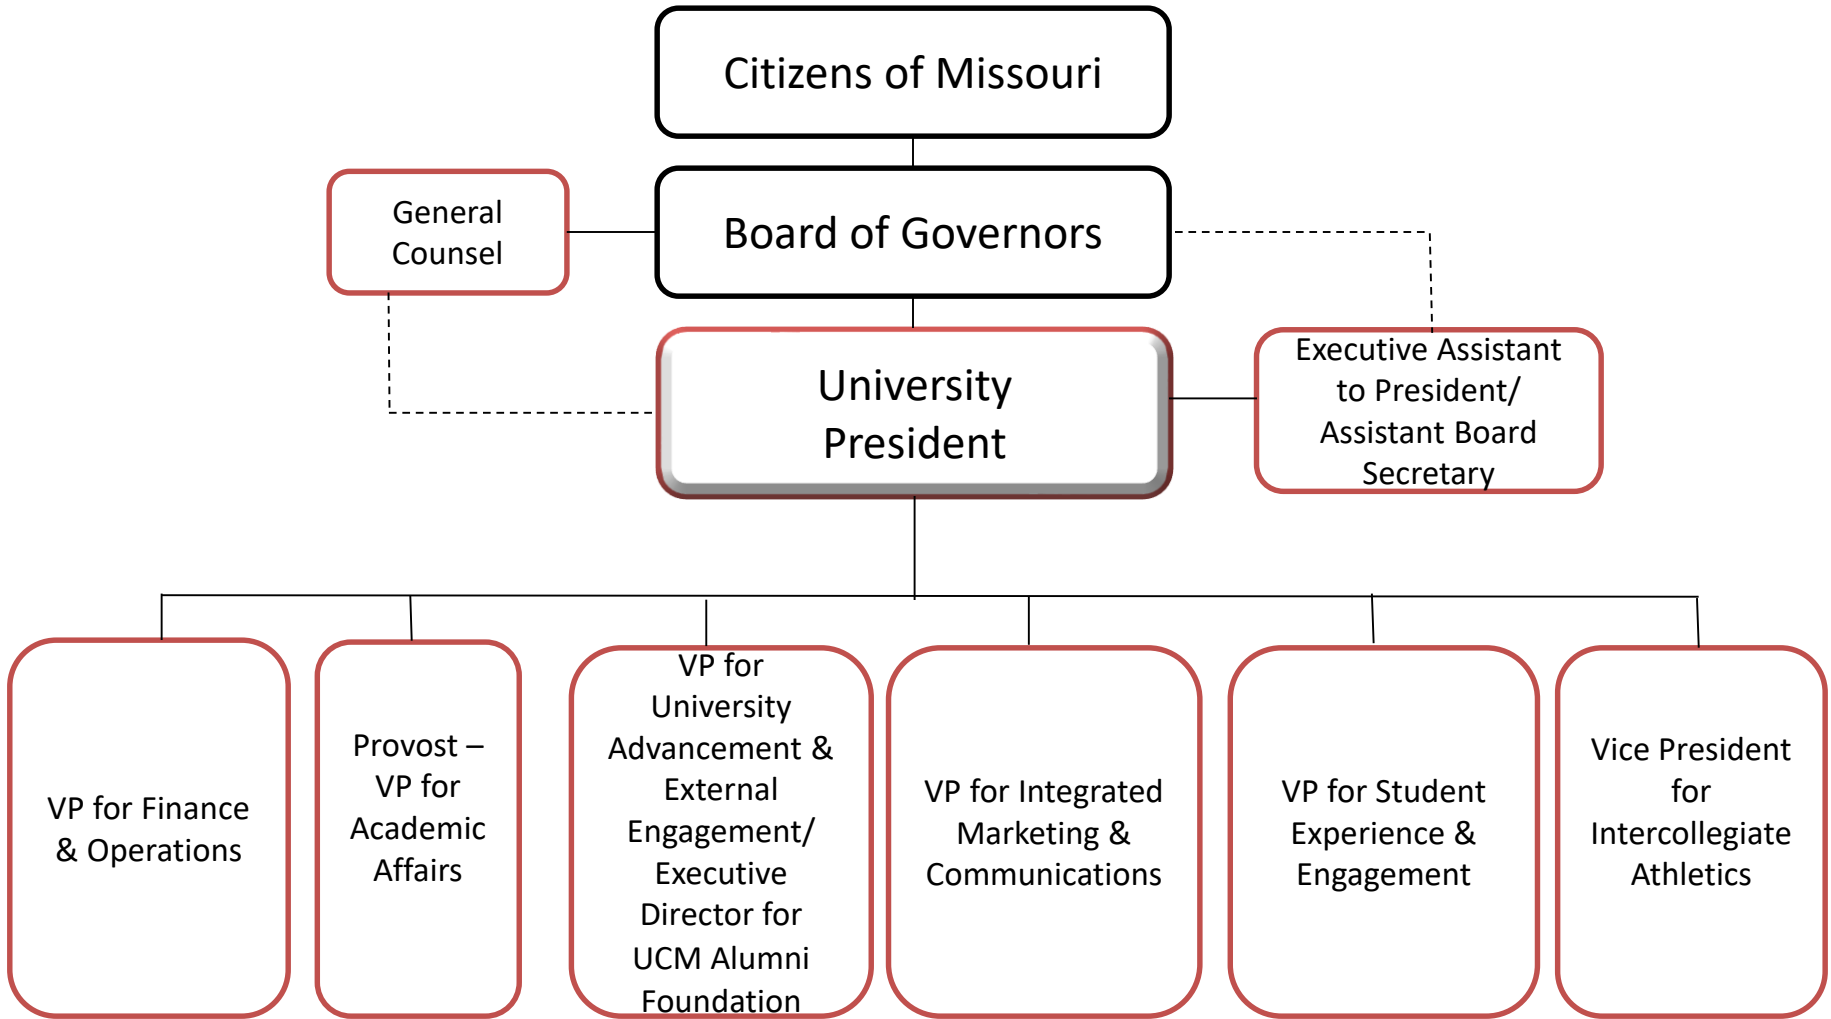 Citizens of Missouri
General
Counsel
Board of Governors
University
President
Executive Assistant
to President/
Assistant Board
Secretary
VP for Finance
& Operations
Provost –
VP for
Academic
Affairs
VP for
University
Advancement &
External
Engagement/
Executive
Director for
UCM Alumni
Foundation
VP for Integrated
Marketing &
Communications
VP for Student
Experience &
Engagement
Vice President
for
Intercollegiate
Athletics